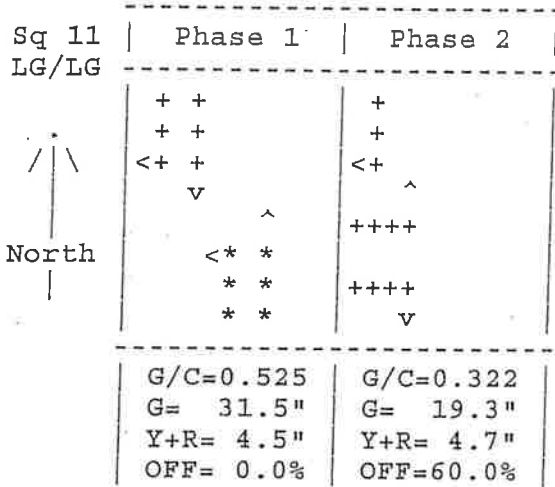 ---------------------------
Sq 11 | Phase 1 | Phase 2 |
LG/LG ---------------------------
| + + | + |
. | + + | + |
/|\ |<+ + |<+ |
| | v | ^ |
| | ^ |++++ |
North | <* * | |
| | * * |++++ |
| * * | v |
---------------------------
| G/C=0.525 | G/C=0.322 |
| G= 31.5" | G= 19.3" |
| Y+R= 4.5" | Y+R= 4.7" |
| OFF= 0.0% | OFF=60.0% |